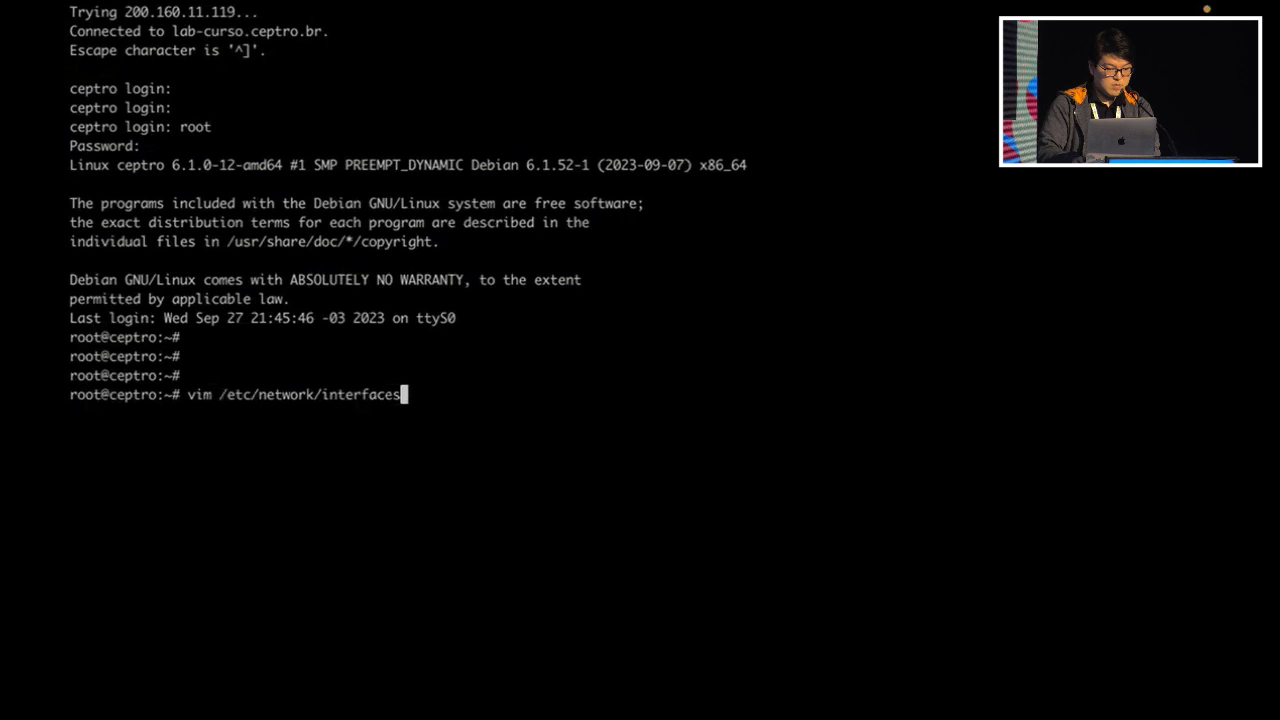 Trying 200.160.11.119...
Connected to lab-curso.ceptro.br.
Escape character is '^]'.
ceptro login:
ceptro login:
ceptro login: root
Password:
Linux ceptro 6.1.0-12-amd64 #1 SMP PREEMPT_DYNAMIC Debian 6.1.52-1 (2023-09-07) x86_64
The programs included with the Debian GNU/Linux system are free software;
the exact distribution terms for each program are described in the
individual files in /usr/share/doc/*/copyright.
Debian GNU/Linux comes with ABSOLUTELY NO WARRANTY, to the extent
permitted by applicable law.
Last login: Wed Sep 27 21:45:46 -03 2023 on ttyS0
root@ceptro:~#
root@ceptro:~#
root@ceptro:~#
root@ceptro:~# vim /etc/network/interfaces